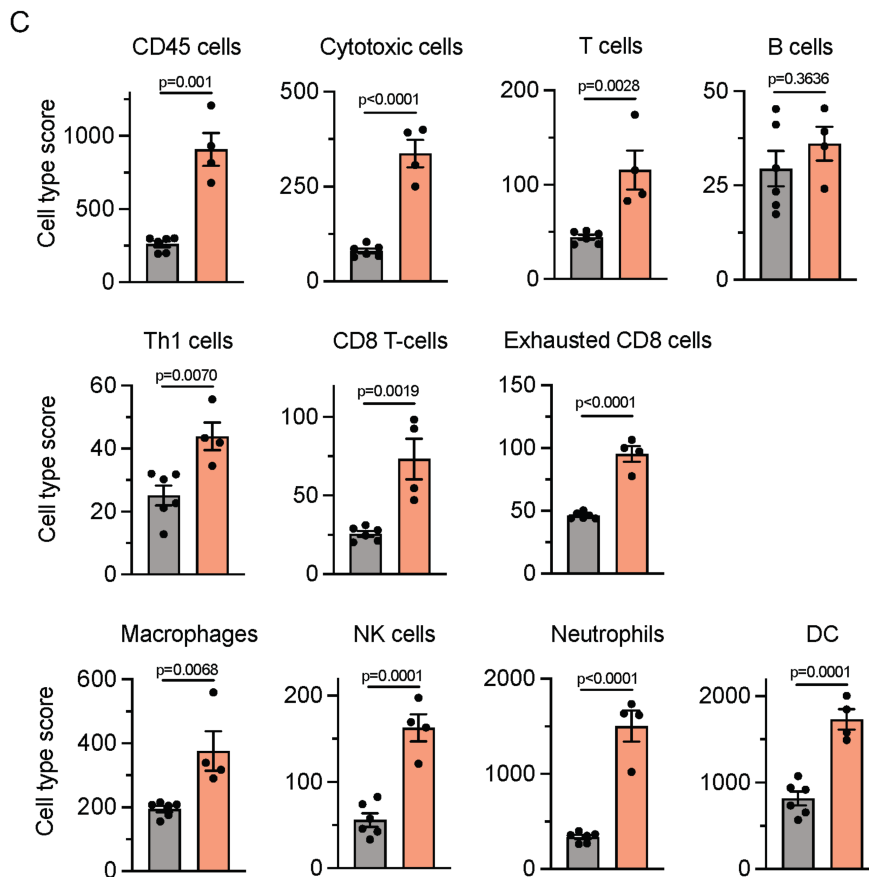 C
CD45 cells
Cytotoxic cells
T cells
B cells
p=0.001
p<0.0001
p=0.0028
p=0.3636
Cell type score
1000
500
0
500
250
0
200
100
0
50
25
0
Th1 cells
CD8 T-cells
Exhausted CD8 cells
p=0.0070
p=0.0019
p<0.0001
Cell type score
60
40
20
0
100
50
0
150
100
50
0
Macrophages
NK cells
Neutrophils
DC
p=0.0068
p=0.0001
p<0.0001
p=0.0001
Cell type score
600
400
200
0
200
100
0
2000
1000
0
2000
1000
0